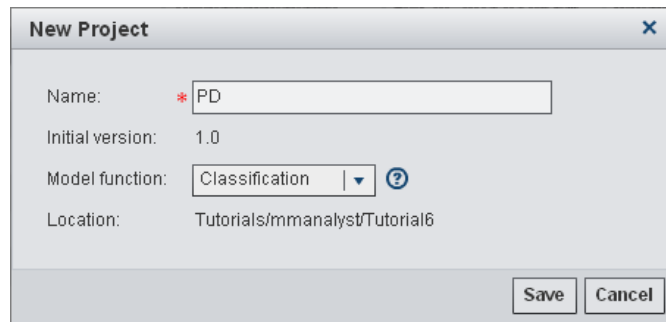 New Project
Name: * PD
Initial version: 1.0
Model function: Classification
Location: Tutorials/mmanalyst/Tutorial6
Save Cancel